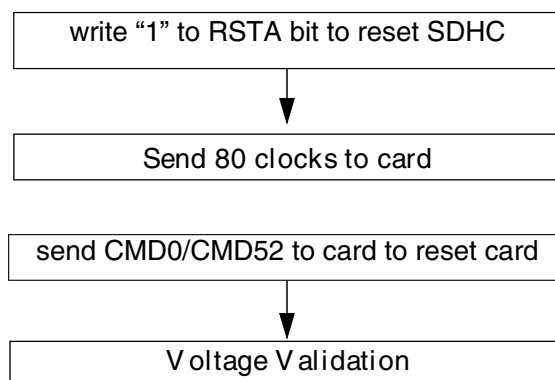 write “1” to RSTA bit to reset SDHC
Send 80 clocks to card
send CMD0/CMD52 to card to reset card
Voltage Validation